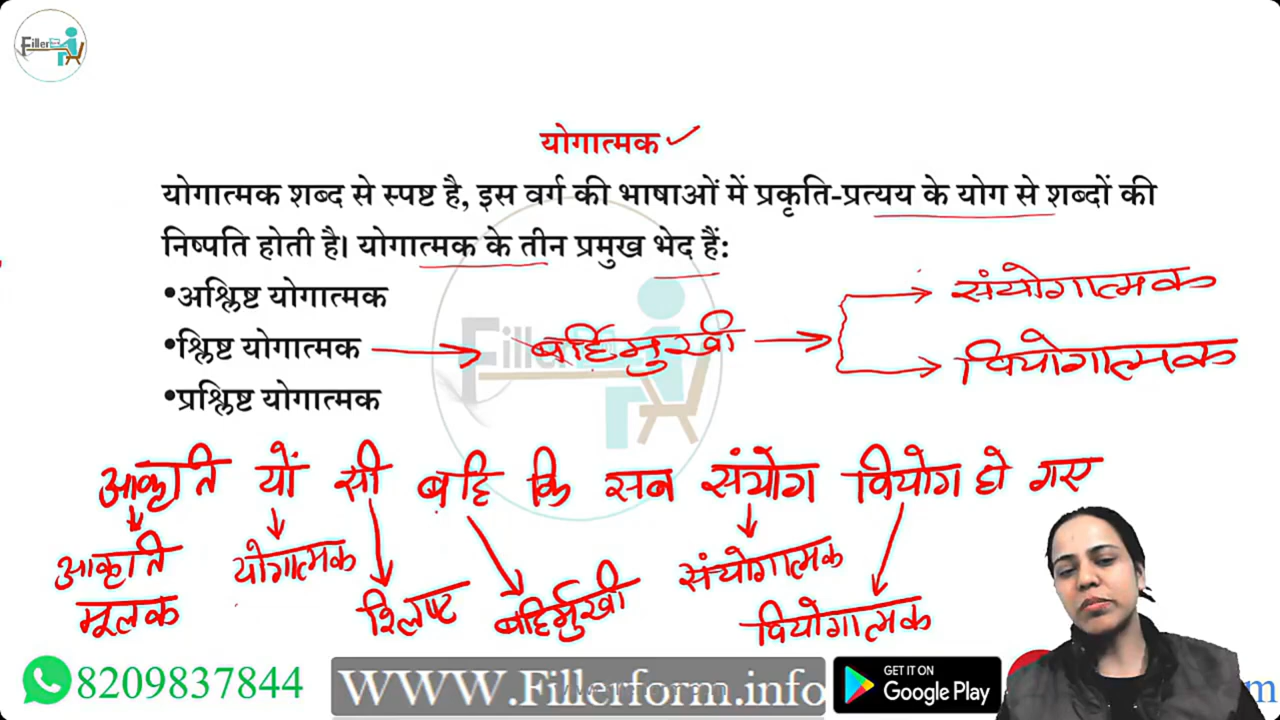 Filler
योगात्मक
योगात्मक शब्द से स्पष्ट है, इस वर्ग की भाषाओं में प्रकृति-प्रत्यय के योग से शब्दों की
निष्पति होती है। योगात्मक के तीन प्रमुख भेद हैं:
•अश्लिष्ट योगात्मक
•श्लिष्ट योगात्मक
बर्हिमुखी
संयोगात्मक
वियोगात्मक
•प्रश्लिष्ट योगात्मक
आकृति यों सी बहि कि सब संयोग वियोग हो गए
आकृति मूलक
योगात्मक
श्लिष्ट
बहिर्मुखी
संयोगात्मक
वियोगात्मक
8209837844
WWW.Fillerform.info
GET IT ON
Google Play